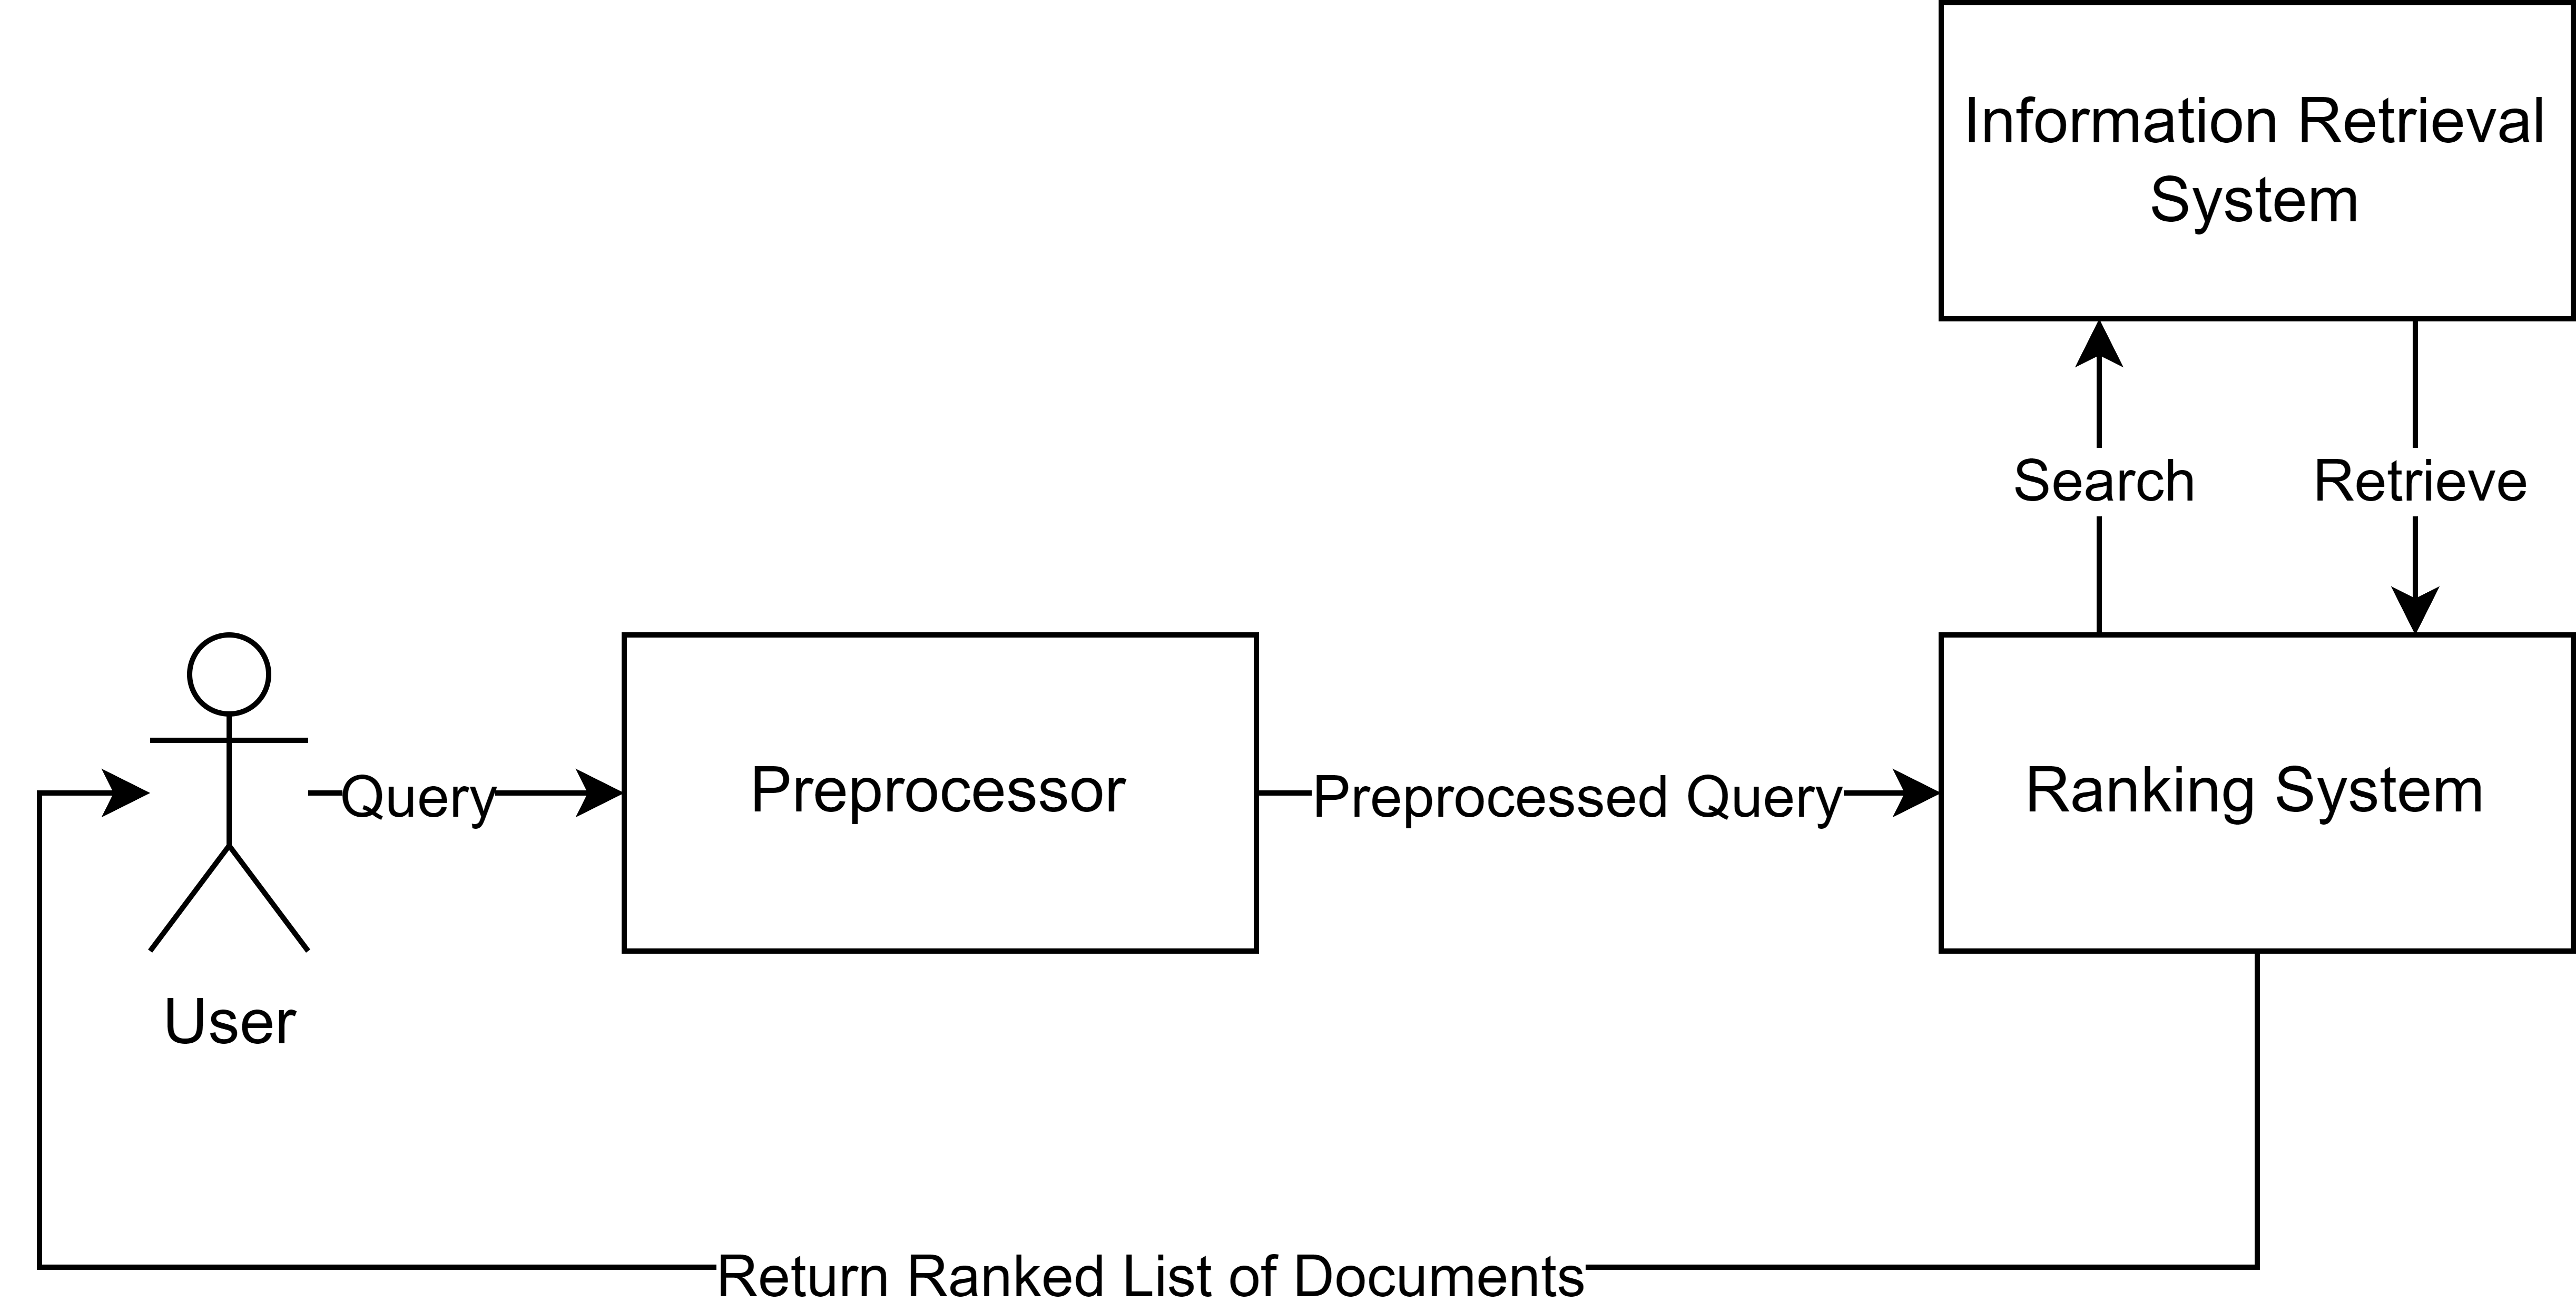 Information Retrieval
System
Search
Retrieve
Query
Preprocessor
Preprocessed Query
Ranking System
User
Return Ranked List of Documents